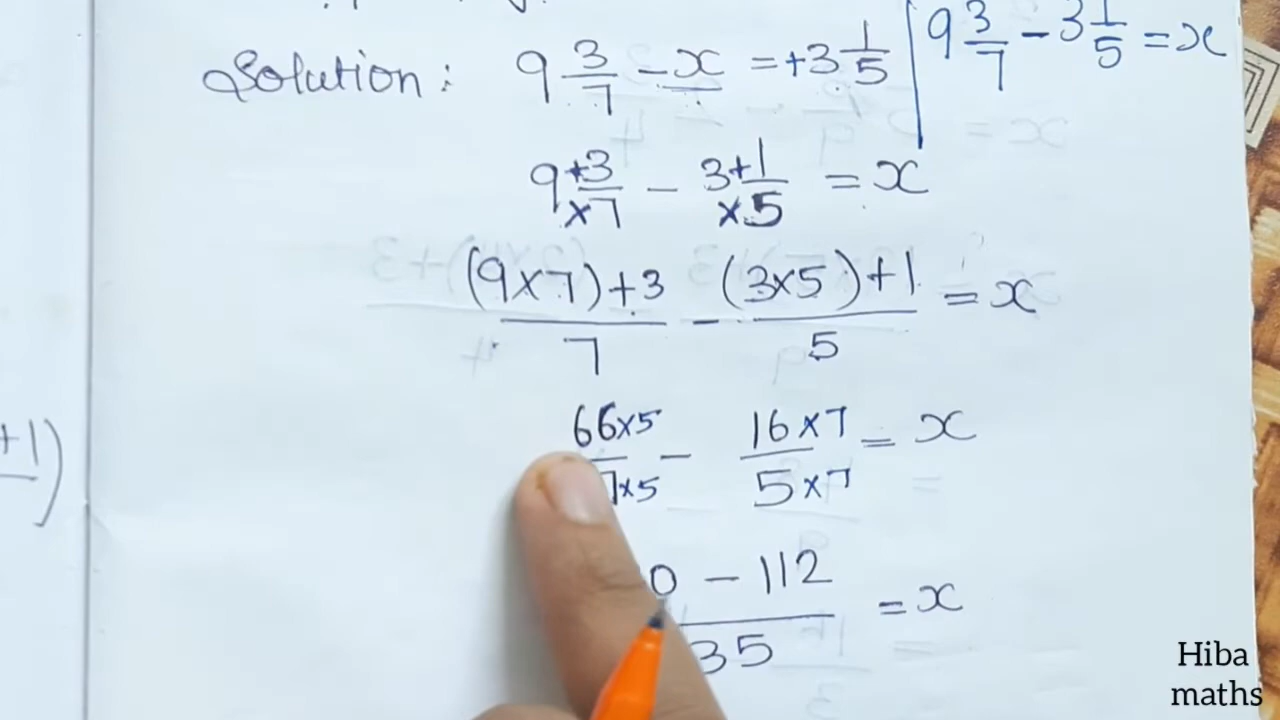 Solution: 9 3/7 - x = +3 1/5 | 9 3/7 - 3 1/5 = x
9 + 3/× 7 - 3 + 1/× 5 = x
(9×7)+3/7 - (3×5)+1/5 = x
+1)
66×5/7×5 - 16×7/5×7 = x
0 - 112/35 = x
Hiba
maths